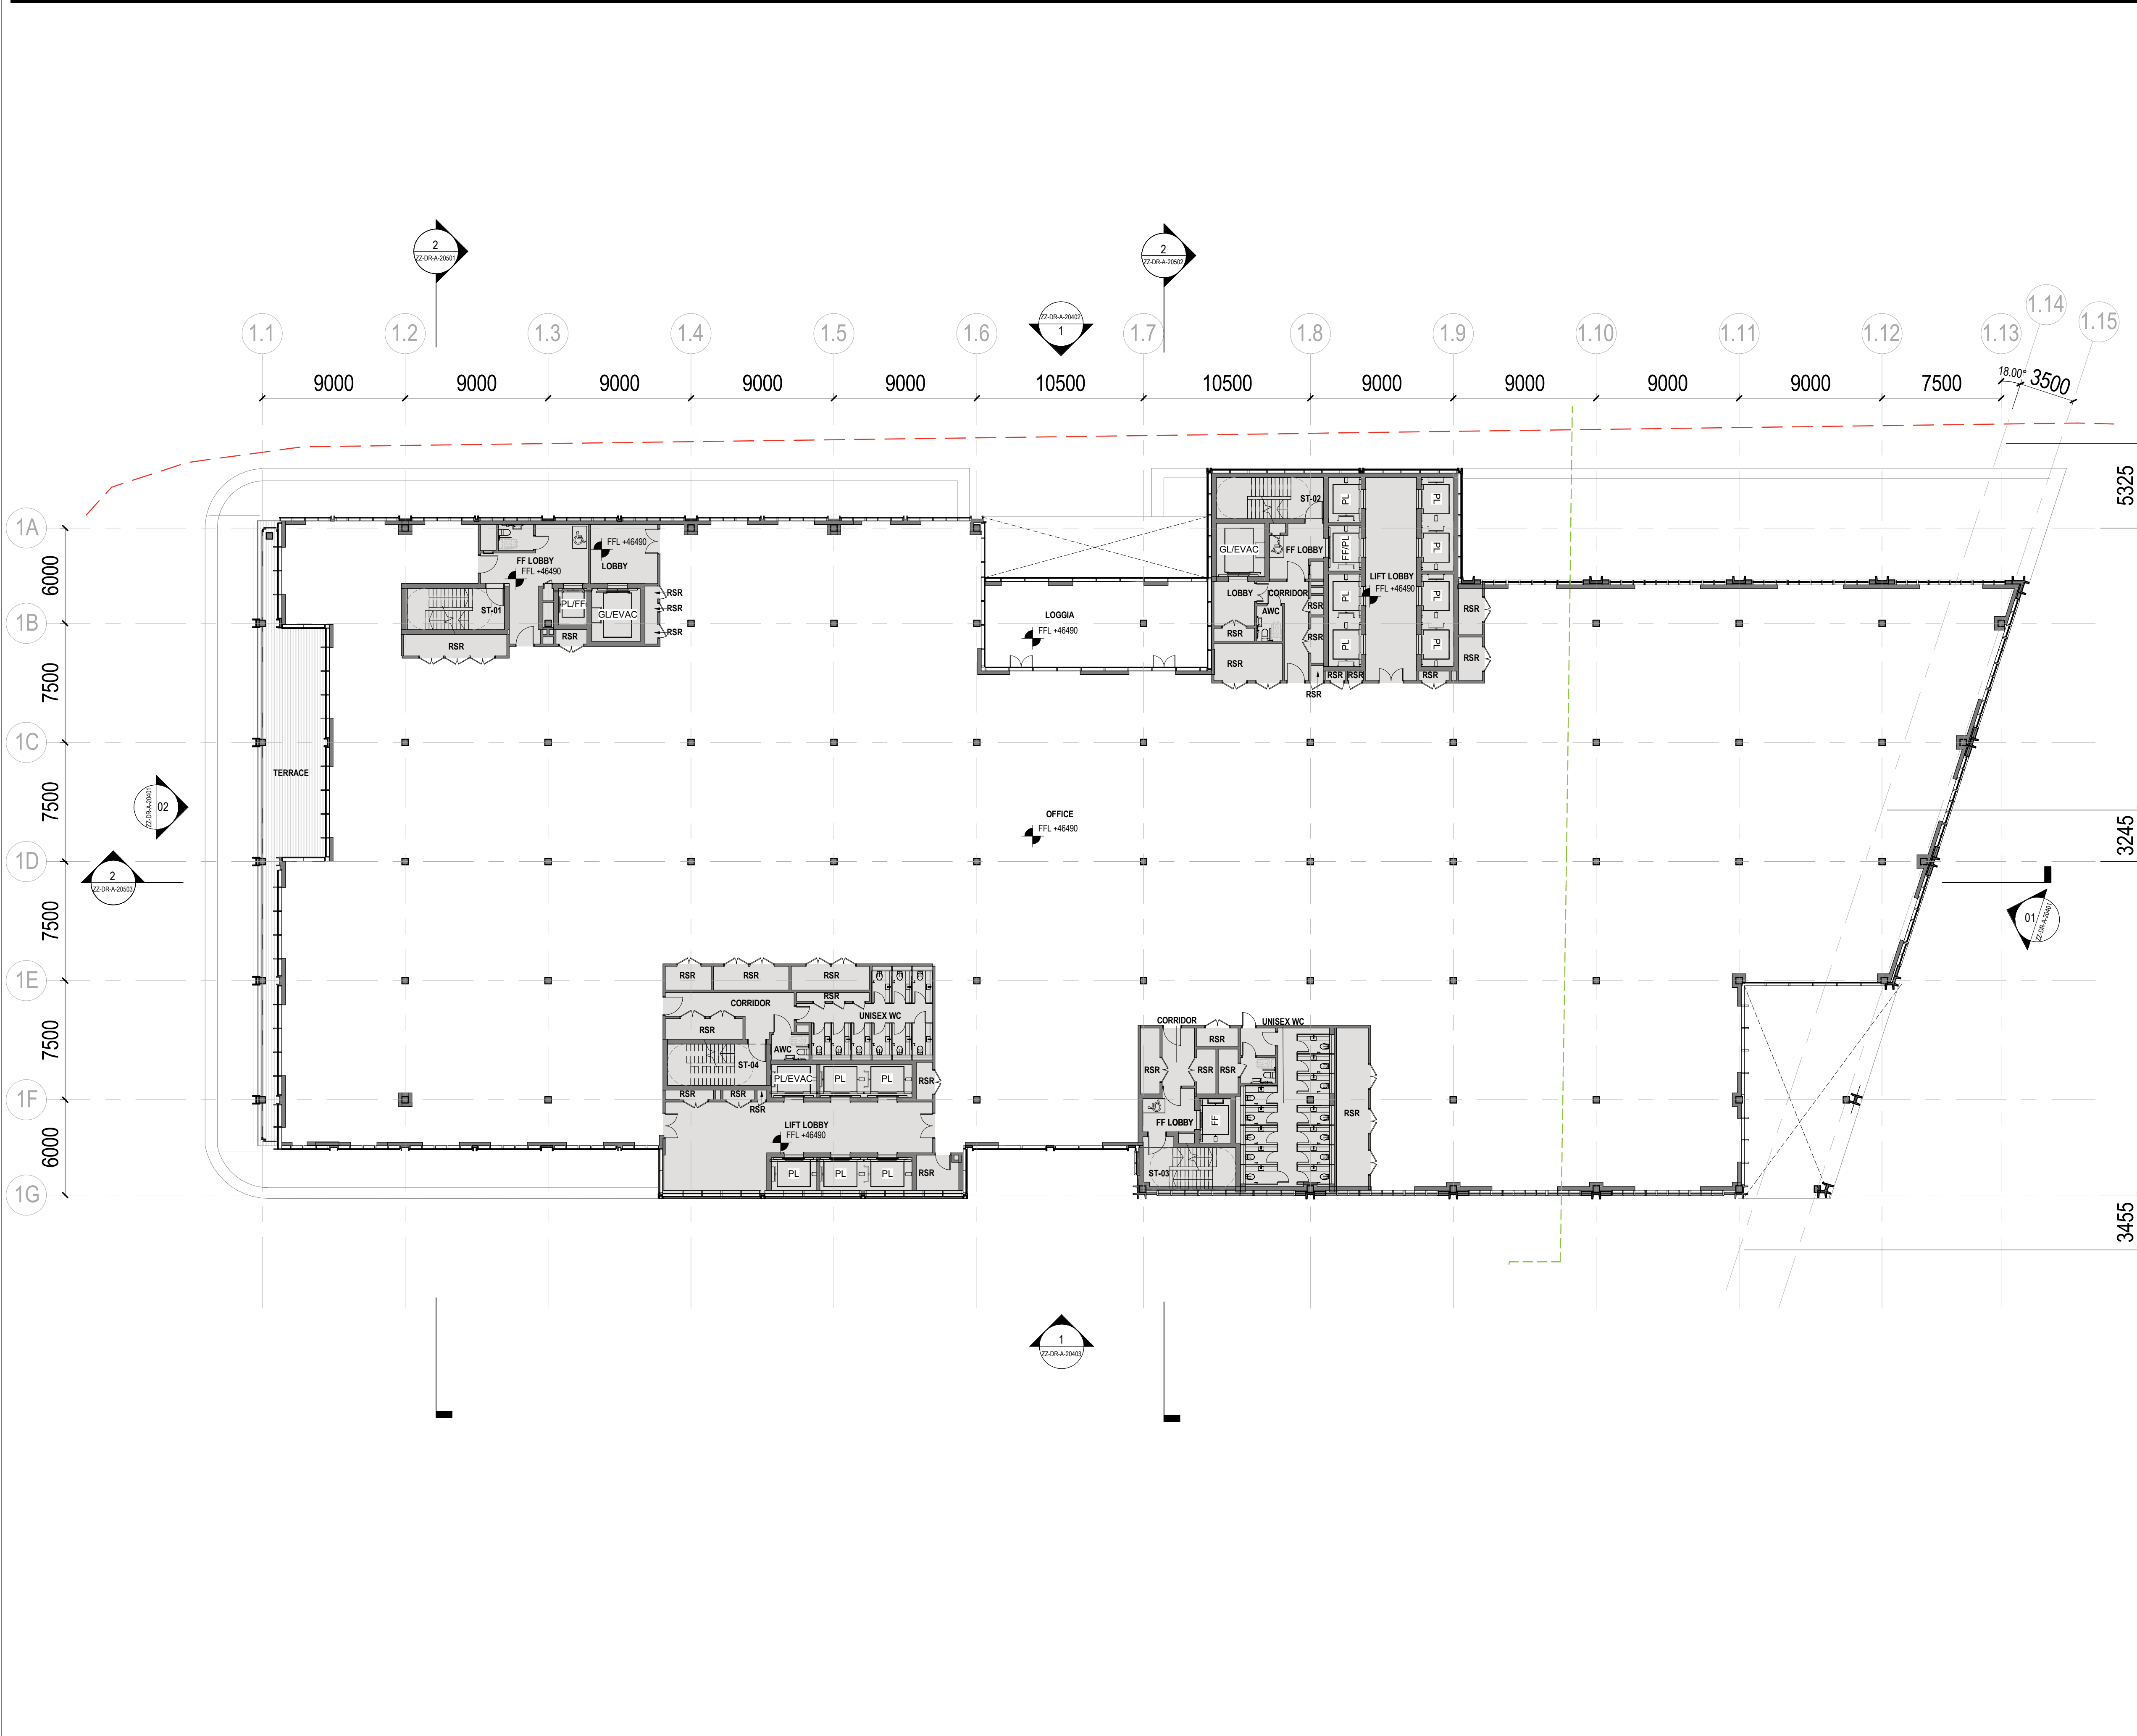 2
ZZ-DR-A-20501
2
ZZ-DR-A-20502
ZZ-DR-A-20402
1
1.1
1.2
1.3
1.4
1.5
1.6
1.7
1.8
1.9
1.10
1.11
1.12
1.13
1.14
1.15
9000
9000
9000
9000
9000
10500
10500
9000
9000
9000
9000
7500
18.00°
3500
5325
3245
3455
1A
6000
1B
7500
1C
7500
1D
7500
1E
7500
1F
6000
1G
FF LOBBY
FFL +46490
FFL +46490
LOBBY
ST-01
PL/FF
GL/EVAC
RSR
RSR
RSR
RSR
RSR
TERRACE
LOGGIA
FFL +46490
ST-02
PL
PL
GL/EVAC
FF LOBBY
FF/PL
PL
LIFT LOBBY
FFL +46490
LOBBY
CORRIDOR
AWC
RSR
RSR
RSR
RSR
PL
PL
PL
PL
RSR
RSR
RSR
RSR
RSR
RSR
OFFICE
FFL +46490
02
ZZ-DR-A-20401
2
ZZ-DR-A-20503
01
ZZ-DR-A-20401
RSR
RSR
RSR
CORRIDOR
RSR
UNISEX WC
RSR
AWC
ST-04
PL/EVAC
PL
PL
RSR
RSR
RSR
RSR
LIFT LOBBY
FFL +46490
PL
PL
PL
RSR
CORRIDOR
UNISEX WC
RSR
RSR
RSR
RSR
FF LOBBY
FF
RSR
ST-03
1
ZZ-DR-A-20403